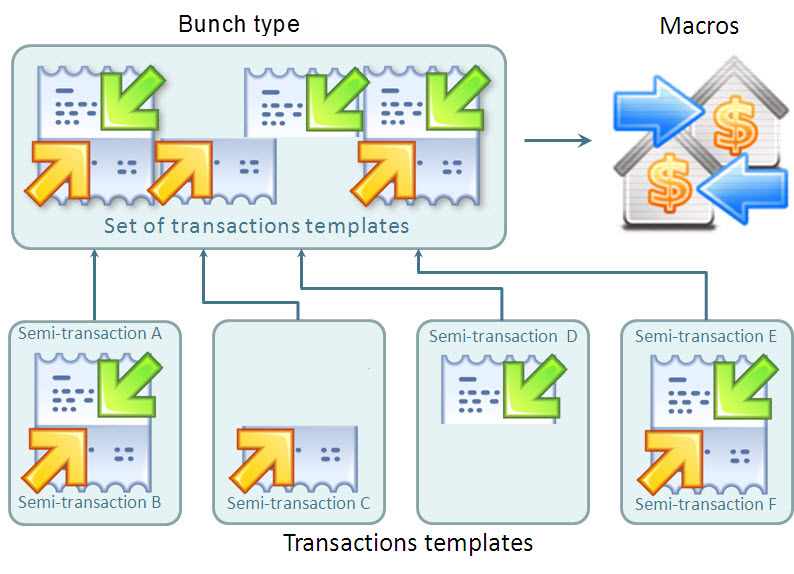 Bunch type
Macros
Set of transactions templates
Semi-transaction A
Semi-transaction D
Semi-transaction E
Semi-transaction B
Semi-transaction C
Semi-transaction F
Transactions templates
$
$